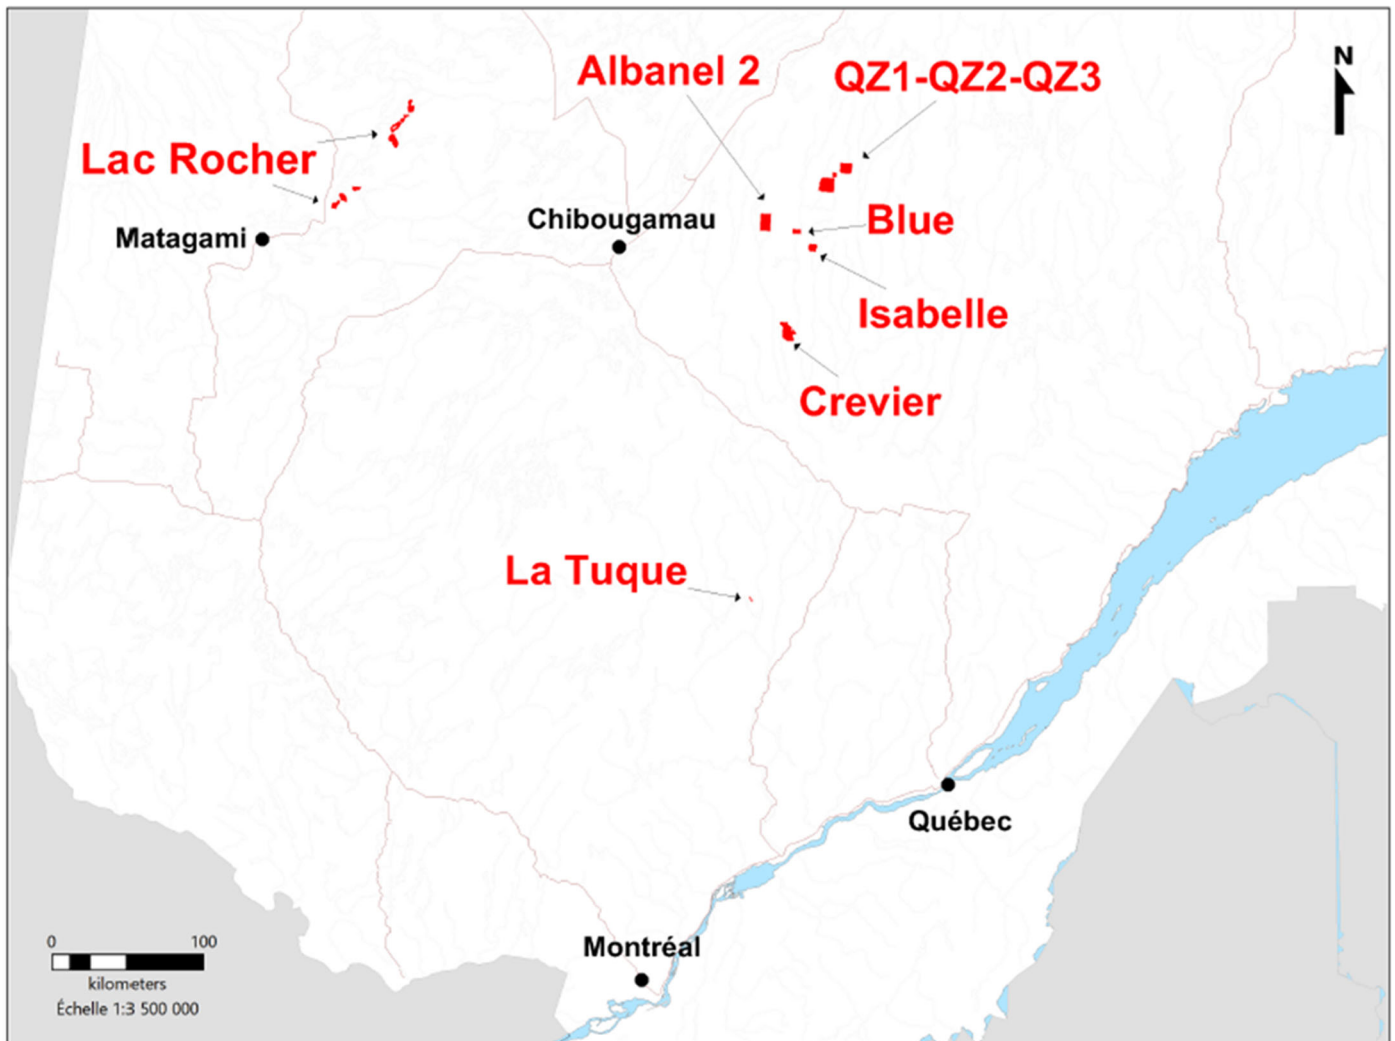 N
Albanel 2
QZ1-QZ2-QZ3
Lac Rocher
Chibougamau
Blue
Matagami
Isabelle
Crevier
La Tuque
Québec
Montréal
0 100
kilometers
Échelle 1:3 500 000